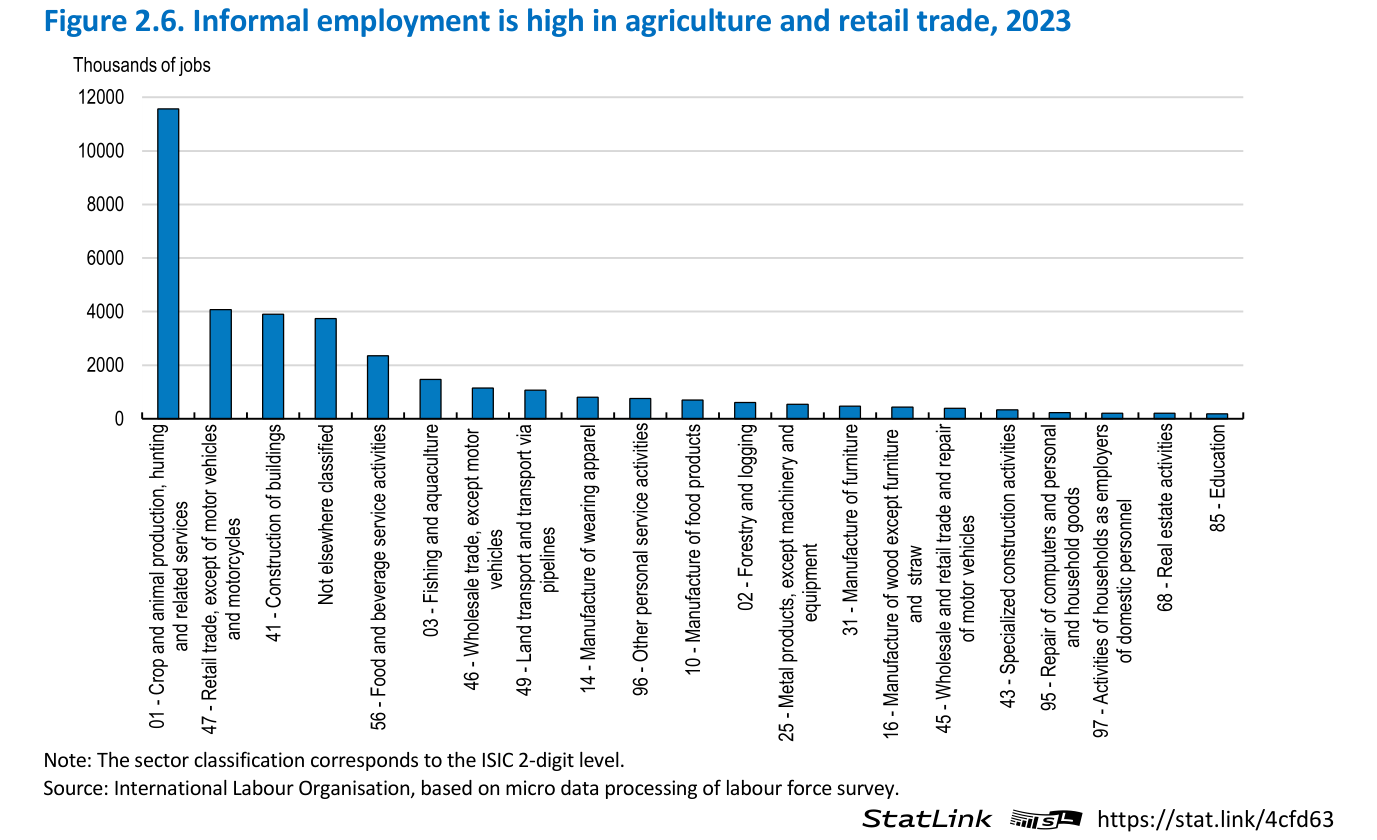 Figure 2.6. Informal employment is high in agriculture and retail trade, 2023
Thousands of jobs
12000
10000
8000
6000
4000
2000
0
01 - Crop and animal production, hunting
and related services
47 - Retail trade, except of motor vehicles
and motorcycles
41 - Construction of buildings
Not elsewhere classified
56 - Food and beverage service activities
03 - Fishing and aquaculture
46 - Wholesale trade, except motor
vehicles
49 - Land transport and transport via
pipelines
14 - Manufacture of wearing apparel
96 - Other personal service activities
10 - Manufacture of food products
02 - Forestry and logging
25 - Metal products, except machinery and
equipment
31 - Manufacture of furniture
16 - Manufacture of wood except furniture
and straw
45 - Wholesale and retail trade and repair
of motor vehicles
43 - Specialized construction activities
95 - Repair of computers and personal
and household goods
97 - Activities of households as employers
of domestic personnel
68 - Real estate activities
85 - Education
Note: The sector classification corresponds to the ISIC 2-digit level.
Source: International Labour Organisation, based on micro data processing of labour force survey.
StatLink SL https://stat.link/4cfd63